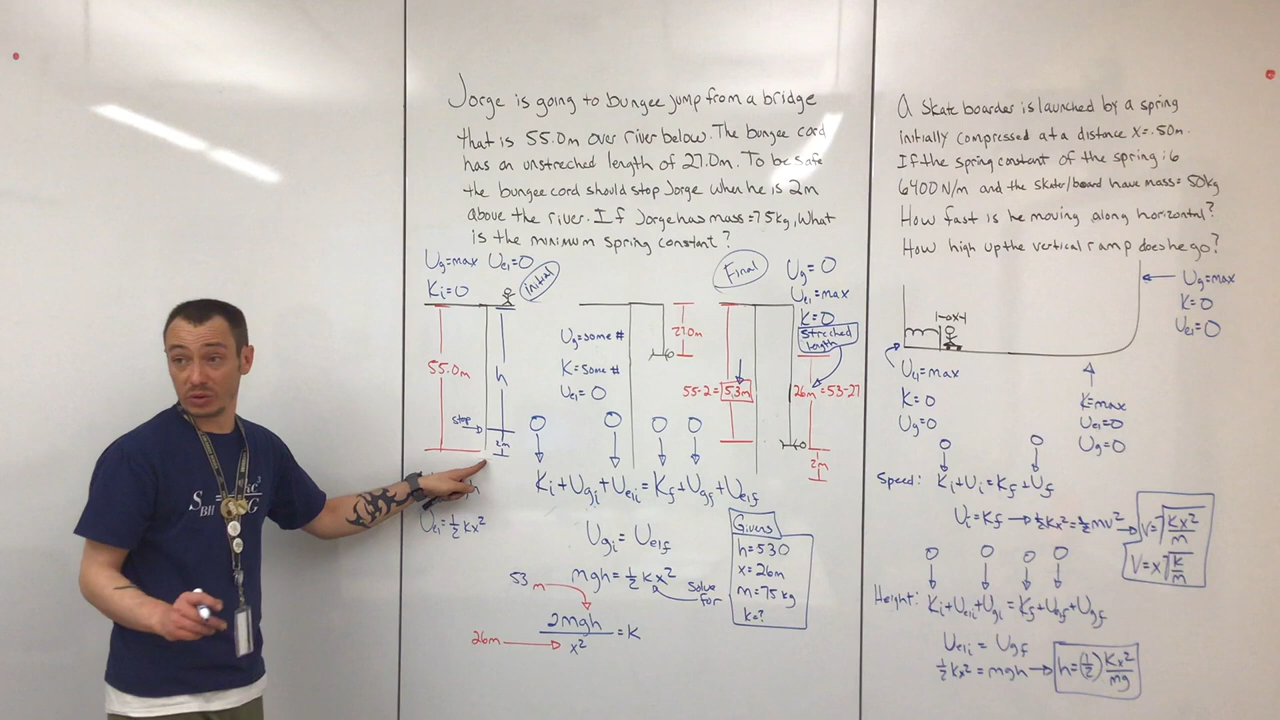 Jorge is going to bungee jump from a bridge
that is 55.0m over river below. The bungee cord
has an unstreched length of 27.0m. To be safe
the bungee cord should stop Jorge when he is 2m
above the river. If Jorge has mass=75kg, What
is the minimum spring constant?
Ug=max Uel=0
Ki=0
initial
55.0m
h
stop
2m
Uel=½kx²
Ug=some #
K=some #
Uel=0
27.0m
Final
Ug=0
Uel=max
K=0
Streched
length
55-2=53m
26m=53-27
2m
0 0 0 0
Ki+Ugi+Ueli=Kf+Ugf+Uelf
Ugi=Uelf
mgh=½kx²
Solve
for
53m
2mgh/x²=K
26m
Givens
h=53.0
x=26m
m=75kg
k=?
A Skateboarder is launched by a spring
initially compressed at a distance x=.50m.
If the spring constant of the spring is
6400 N/m and the skater/board have mass=50kg
How fast is he moving along horizontal?
How high up the vertical ramp does he go?
Ug=max
K=0
Uel=0
Uel=max
K=0
Ug=0
K=max
Uel=0
Ug=0
0 0
Speed: Ki+Ui=Kf+Uf
Ui=Kf→½kx²=½mv²
V=√kx²/m
V=x√k/m
0 0 0 0
Height: Ki+Ueli+Ugi=Kf+Uelf+Ugf
Ueli=Ugf
½kx²=mgh→h=(½)kx²/mg